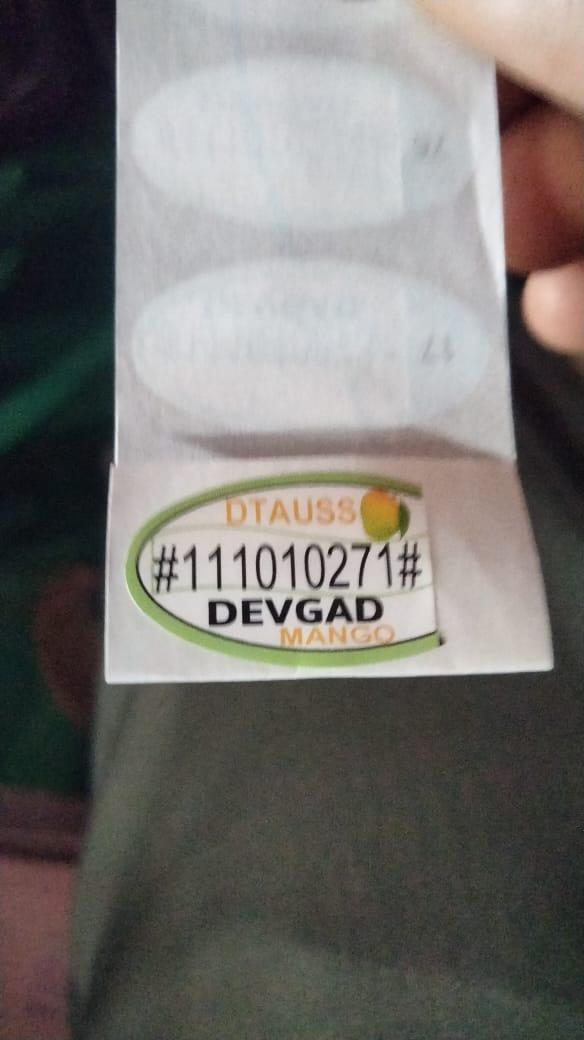 DTAUSS
#111010271#
DEVGAD
MANGO